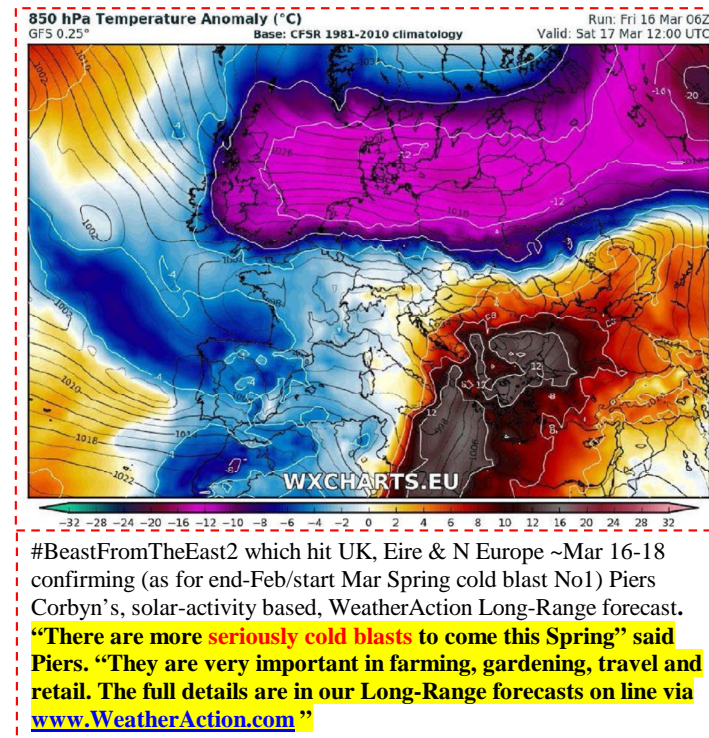 850 hPa Temperature Anomaly (°C)
Run: Fri 16 Mar 06Z
GFS 0.25°
Base: CFSR 1981-2010 climatology
Valid: Sat 17 Mar 12:00 UTC
WXCHARTS.EU
−32 −28 −24 −20 −16 −12 −10 −8 −6 −4 −2 0 2 4 6 8 10 12 16 20 24 28 32
#BeastFromTheEast2 which hit UK, Eire & N Europe ~Mar 16-18
confirming (as for end-Feb/start Mar Spring cold blast No1) Piers
Corbyn’s, solar-activity based, WeatherAction Long-Range forecast.
“There are more seriously cold blasts to come this Spring” said
Piers. “They are very important in farming, gardening, travel and
retail. The full details are in our Long-Range forecasts on line via
www.WeatherAction.com ”